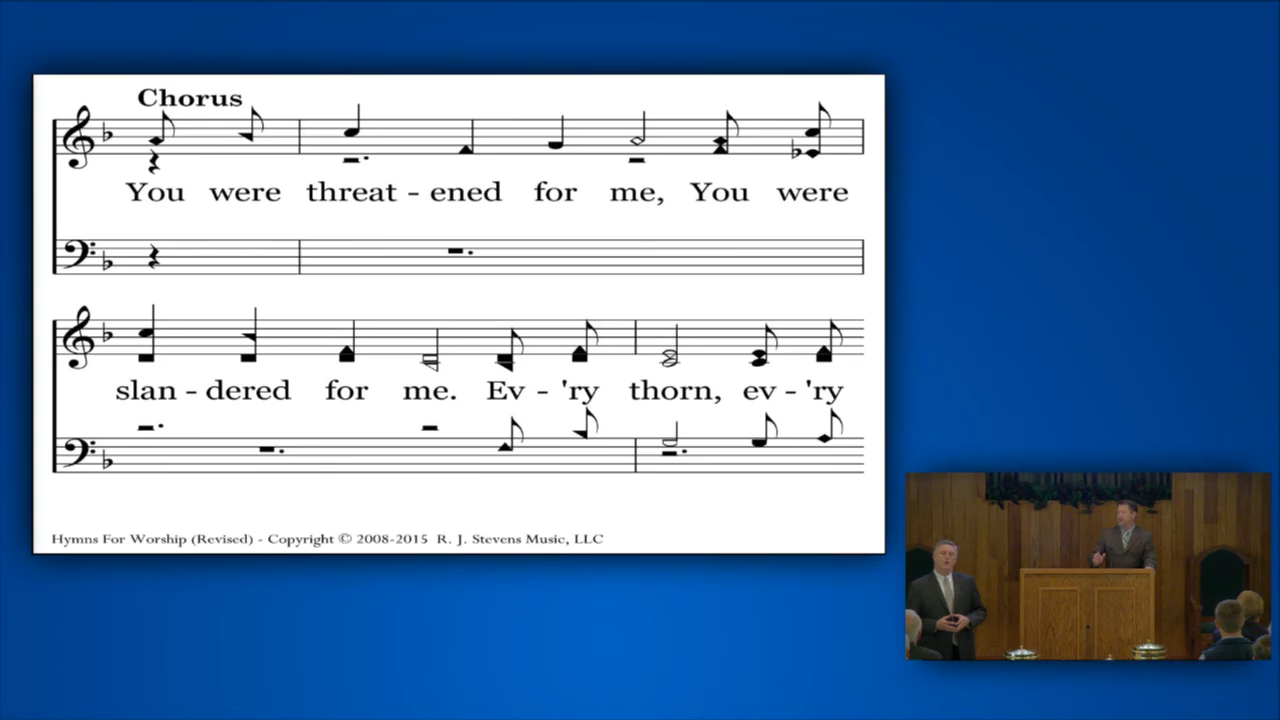 Chorus
You were threat - ened for me, You were
slan - dered for me. Ev - 'ry thorn, ev - 'ry
Hymns For Worship (Revised) - Copyright © 2008-2015 R. J. Stevens Music, LLC